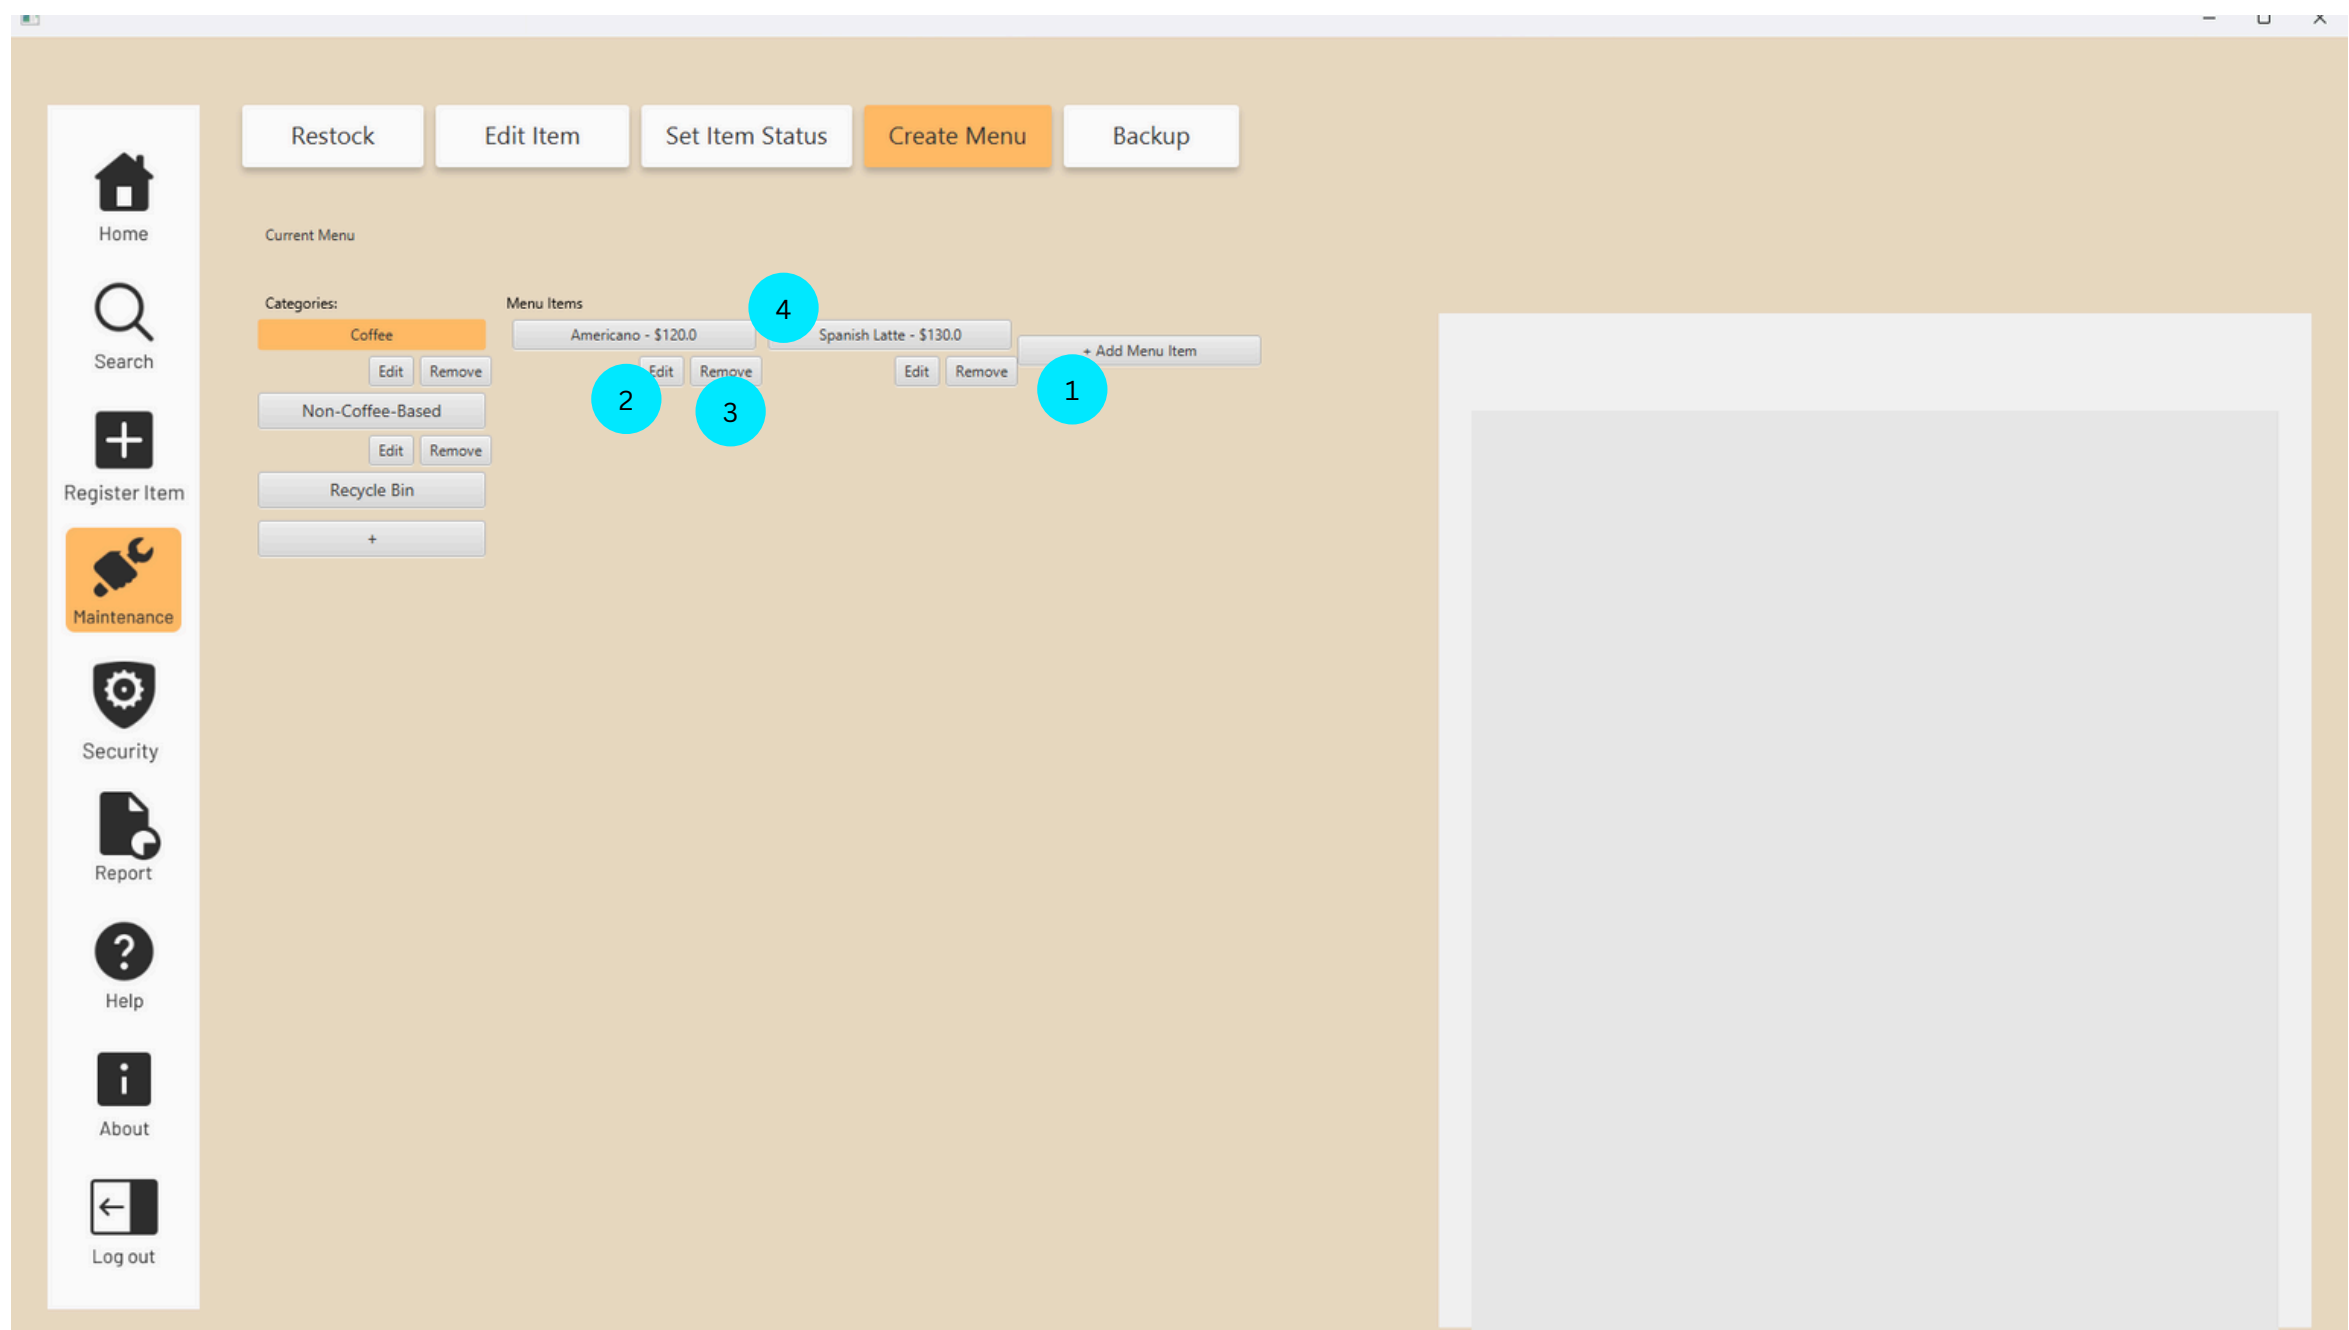 Restock
Edit Item
Set Item Status
Create Menu
Backup
Home
Search
Register Item
Maintenance
Security
Report
Help
About
Log out
Current Menu
Categories:
Coffee
Edit
Remove
Non-Coffee-Based
Edit
Remove
Recycle Bin
+
Menu Items
4
Americano - $120.0
Spanish Latte - $130.0
+ Add Menu Item
Edit
Remove
Edit
Remove
2
3
1